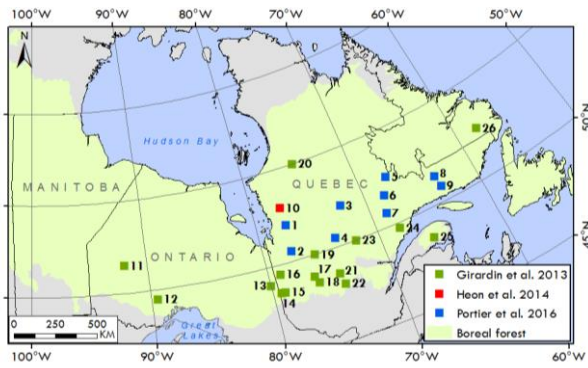 100°W 90°W 80°W 70°W 60°W
N
Hudson Bay
50°N
26
20
MANITOBA
QUEBEC
5 8
10 6 9
3
1 7
ONTARIO
4 24
2 23 25
11 19
16 17 21
13 15 18 22
12 14
45°N
Girardin et al. 2013
Heon et al. 2014
Portier et al. 2016
Boreal forest
0 250 500
KM
Great
Lakes
100°W 90°W 80°W 70°W 60°W